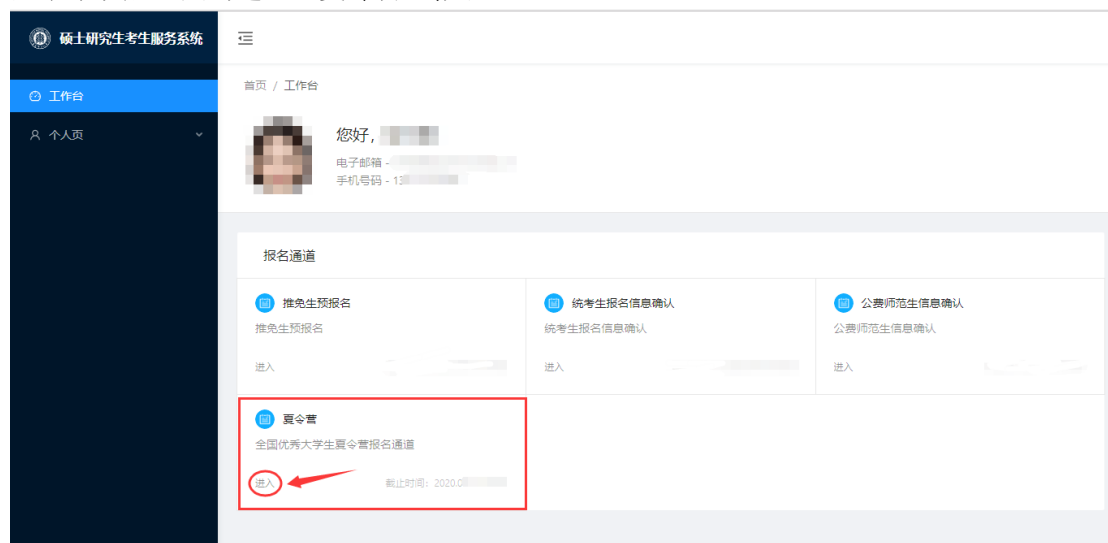 硕士研究生考生服务系统
工作台
个人页
首页 / 工作台
您好,
电子邮箱 -
手机号码 - 13
报名通道
推免生预报名
推免生预报名
进入
统考生报名信息确认
统考生报名信息确认
进入
公费师范生信息确认
公费师范生信息确认
进入
夏令营
全国优秀大学生夏令营报名通道
进入
截止时间: 2020.0